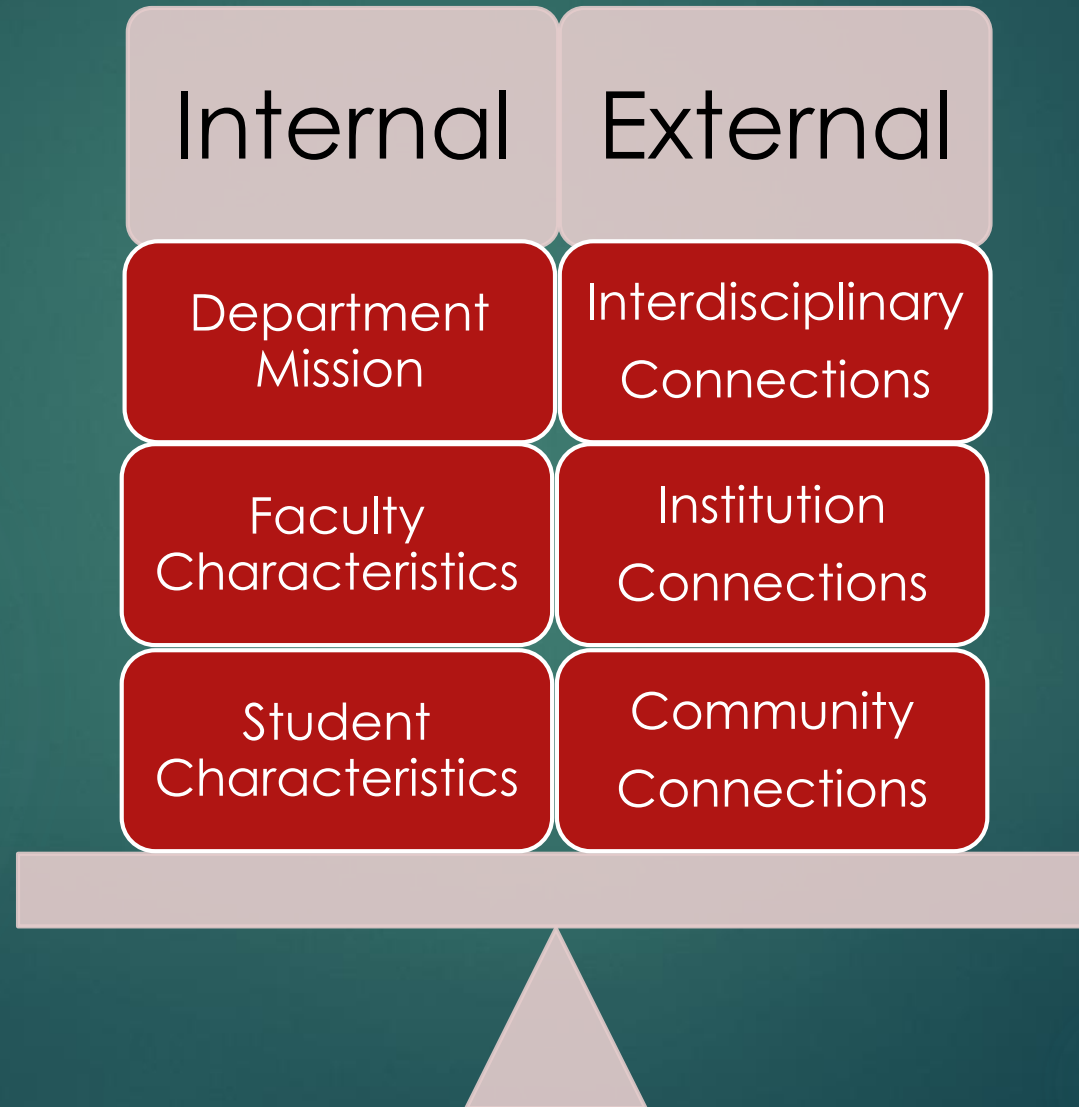 Internal
External
Department
Mission
Interdisciplinary
Connections
Faculty
Characteristics
Institution
Connections
Student
Characteristics
Community
Connections